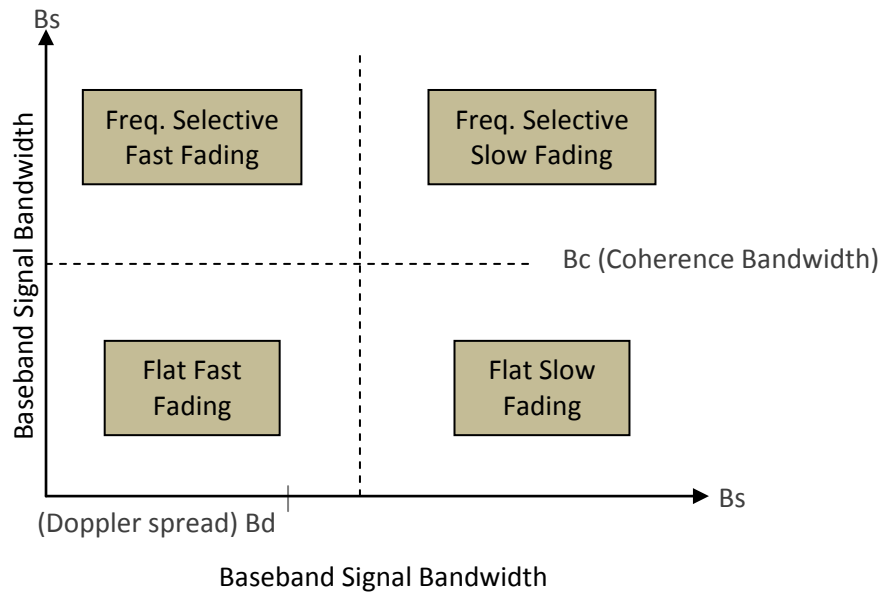 Bs
Baseband Signal Bandwidth
Freq. Selective
Fast Fading
Freq. Selective
Slow Fading
Bc (Coherence Bandwidth)
Flat Fast
Fading
Flat Slow
Fading
Bs
(Doppler spread) Bd
Baseband Signal Bandwidth